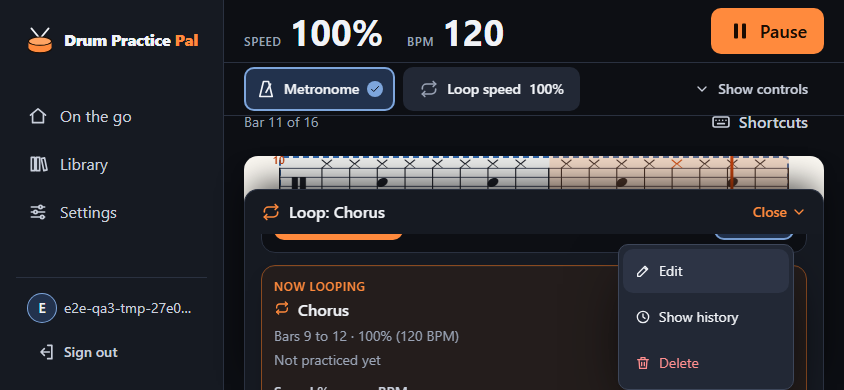 Drum Practice Pal
SPEED 100% BPM 120
Pause
Metronome
Loop speed 100%
Show controls
On the go
Library
Settings
E
e2e-qa3-tmp-27e0...
Sign out
Bar 11 of 16
Shortcuts
10
Loop: Chorus
Close
NOW LOOPING
Chorus
Bars 9 to 12 · 100% (120 BPM)
Not practiced yet
Edit
Show history
Delete